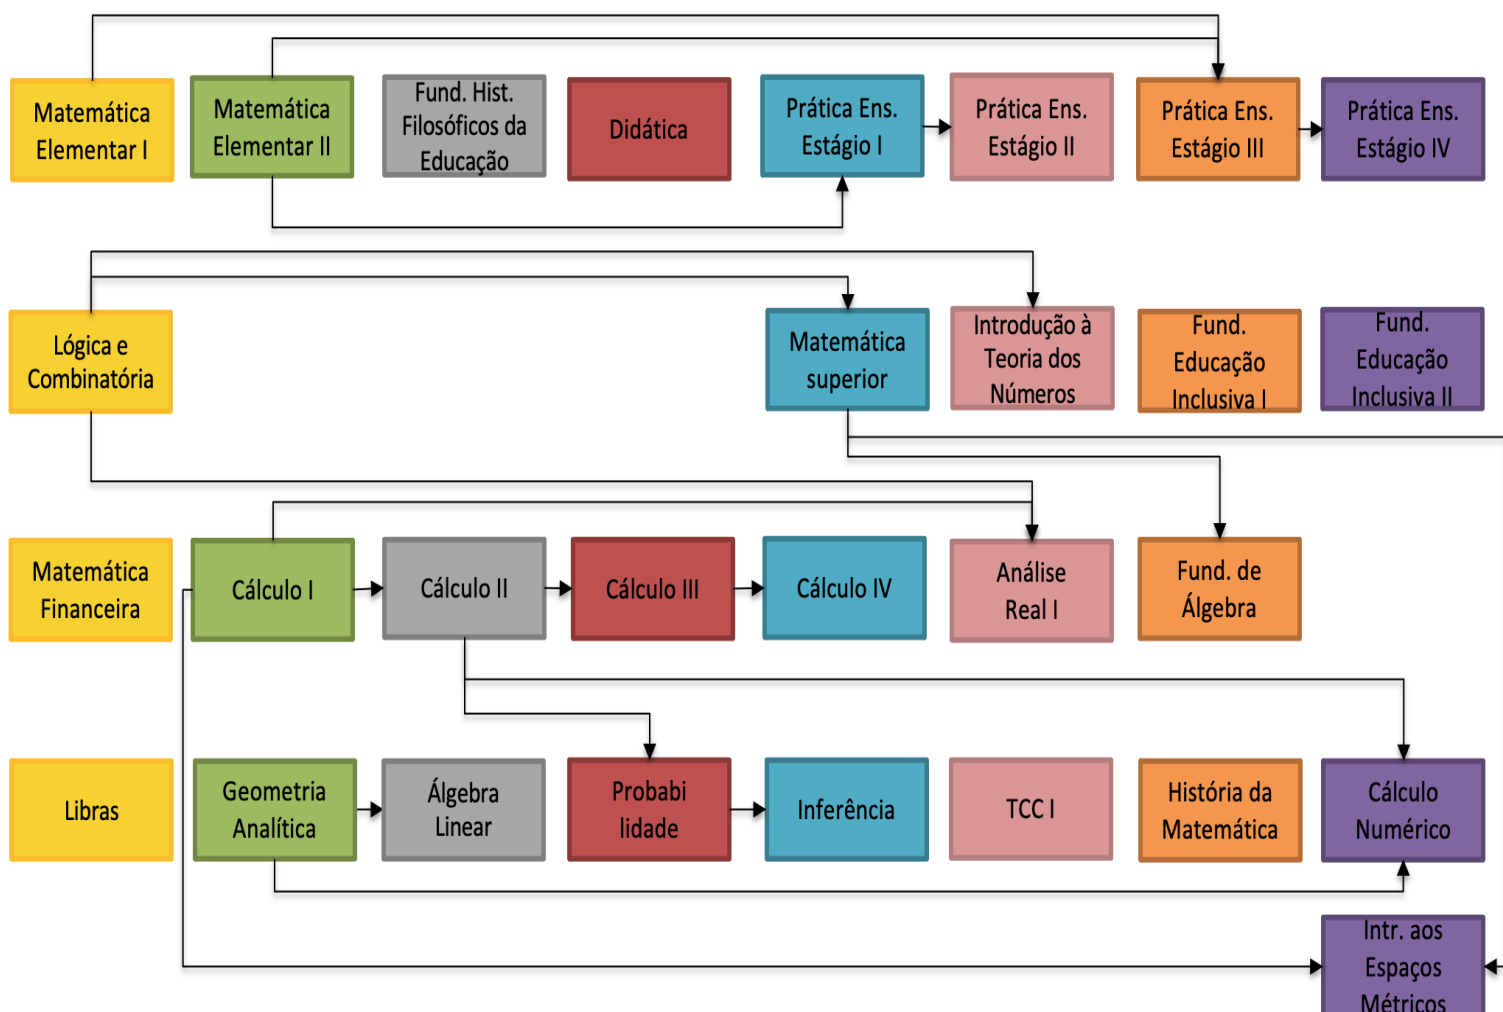 Matemática
Elementar I
Matemática
Elementar II
Fund. Hist.
Filosóficos da
Educação
Didática
Prática Ens.
Estágio I
Prática Ens.
Estágio II
Prática Ens.
Estágio III
Prática Ens.
Estágio IV
Lógica e
Combinatória
Matemática
superior
Introdução à
Teoria dos
Números
Fund.
Educação
Inclusiva I
Fund.
Educação
Inclusiva II
Matemática
Financeira
Cálculo I
Cálculo II
Cálculo III
Cálculo IV
Análise
Real I
Fund. de
Álgebra
Libras
Geometria
Analítica
Álgebra
Linear
Probabi
lidade
Inferência
TCC I
História da
Matemática
Cálculo
Numérico
Intr. aos
Espaços
Métricos